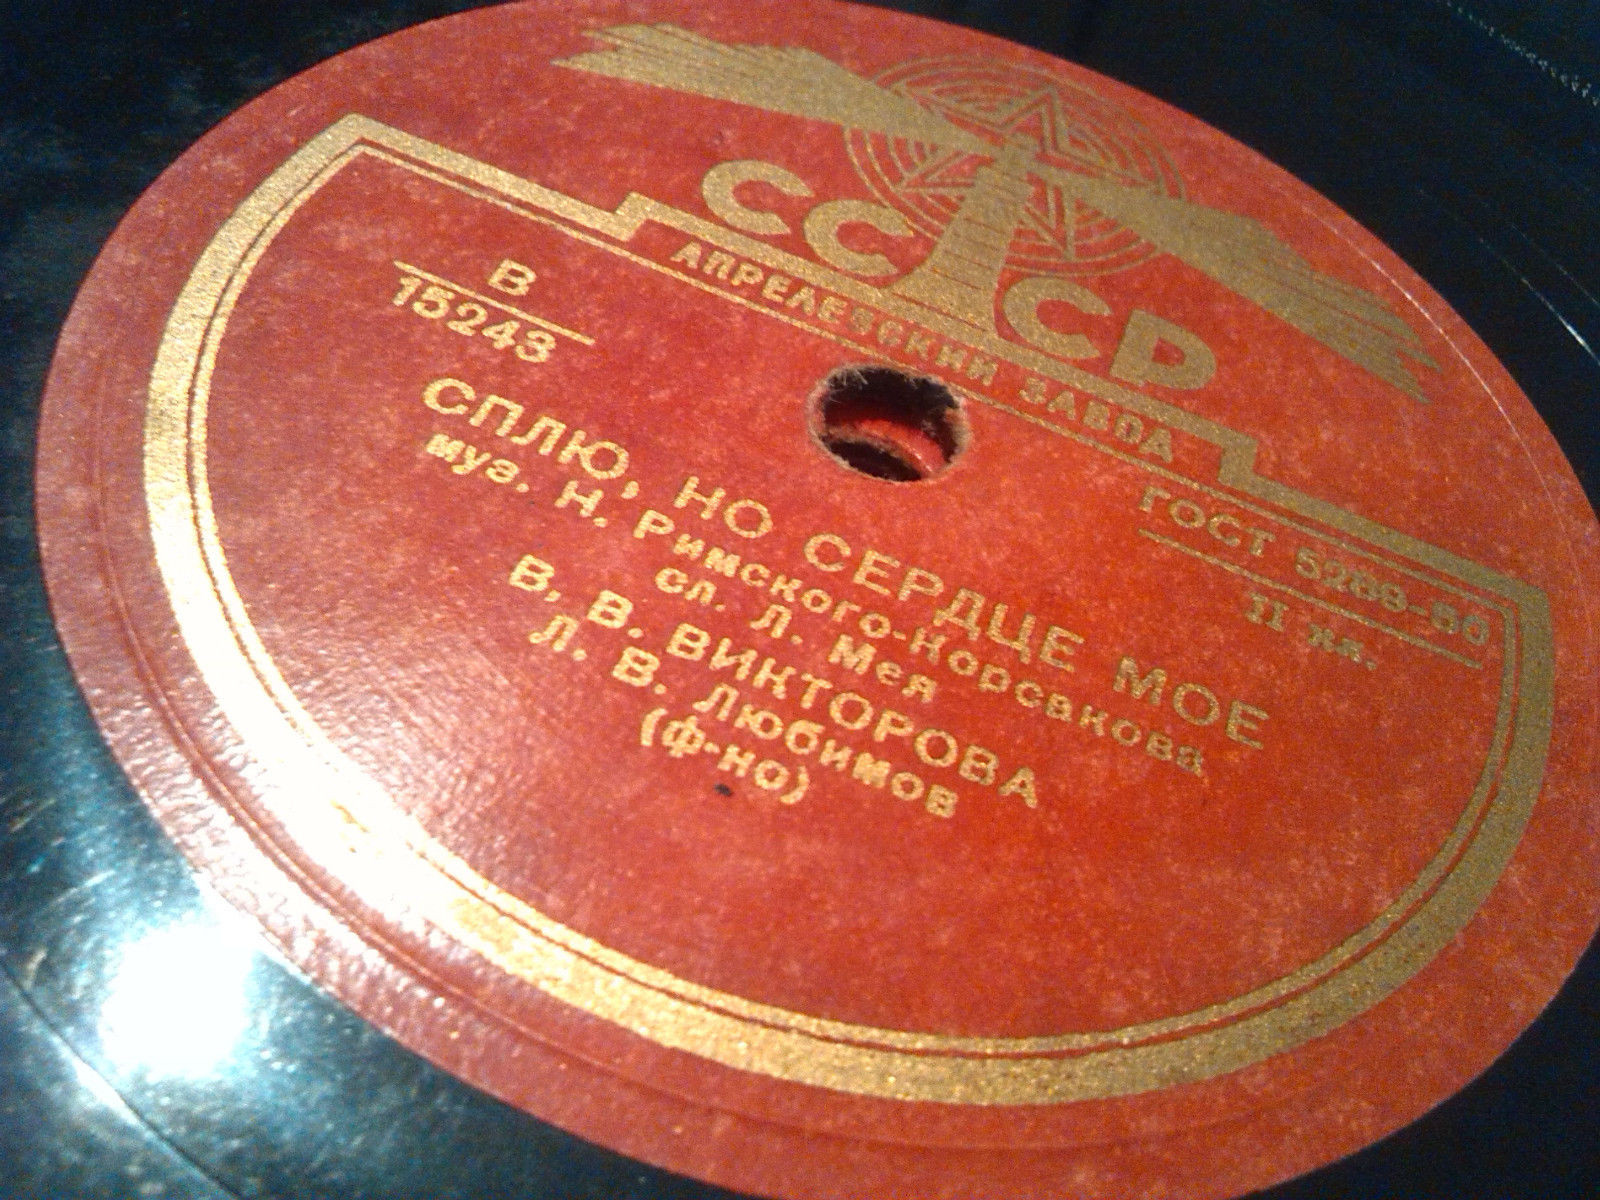 СССР
АПРЕЛЕВСКИЙ ЗАВОД
В
15243
ГОСТ 5289-50
II кл.
СПЛЮ, НО СЕРДЦЕ МОЕ
муз. Н. Римского-Корсакова
сл. Л. Мея
В. В. ВИКТОРОВА
Л. В. Любимов
(ф-но)